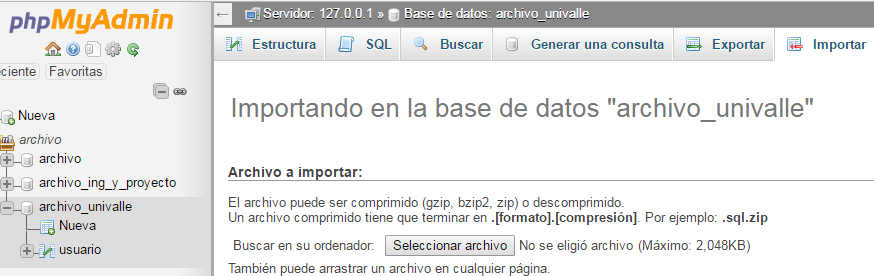 phpMyAdmin
ciente Favoritas
Nueva
archivo
archivo
archivo_ing_y_proyecto
archivo_univalle
Nueva
usuario
Servidor: 127.0.0.1 » Base de datos: archivo_univalle
Estructura SQL Buscar Generar una consulta Exportar Importar
Importando en la base de datos "archivo_univalle"
Archivo a importar:
El archivo puede ser comprimido (gzip, bzip2, zip) o descomprimido.
Un archivo comprimido tiene que terminar en .[formato].[compresión]. Por ejemplo: .sql.zip
Buscar en su ordenador: Seleccionar archivo No se eligió archivo (Máximo: 2,048KB)
También puede arrastrar un archivo en cualquier página.